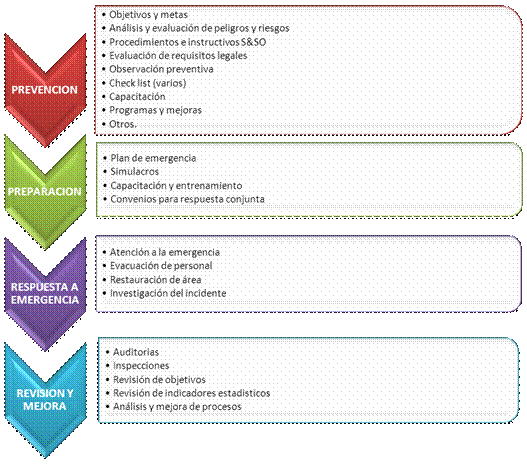 PREVENCION
• Objetivos y metas
• Análisis y evaluación de peligros y riesgos
• Procedimientos e instructivos S&SO
• Evaluación de requisitos legales
• Observación preventiva
• Check list (varios)
• Capacitación
• Programas y mejoras
• Otros.
PREPARACION
• Plan de emergencia
• Simulacros
• Capacitación y entrenamiento
• Convenios para respuesta conjunta
RESPUESTA A
EMERGENCIA
• Atención a la emergencia
• Evacuación de personal
• Restauración de área
• Investigación del incidente
REVISION Y
MEJORA
• Auditorias
• Inspecciones
• Revisión de objetivos
• Revisión de indicadores estadisticos
• Análisis y mejora de procesos